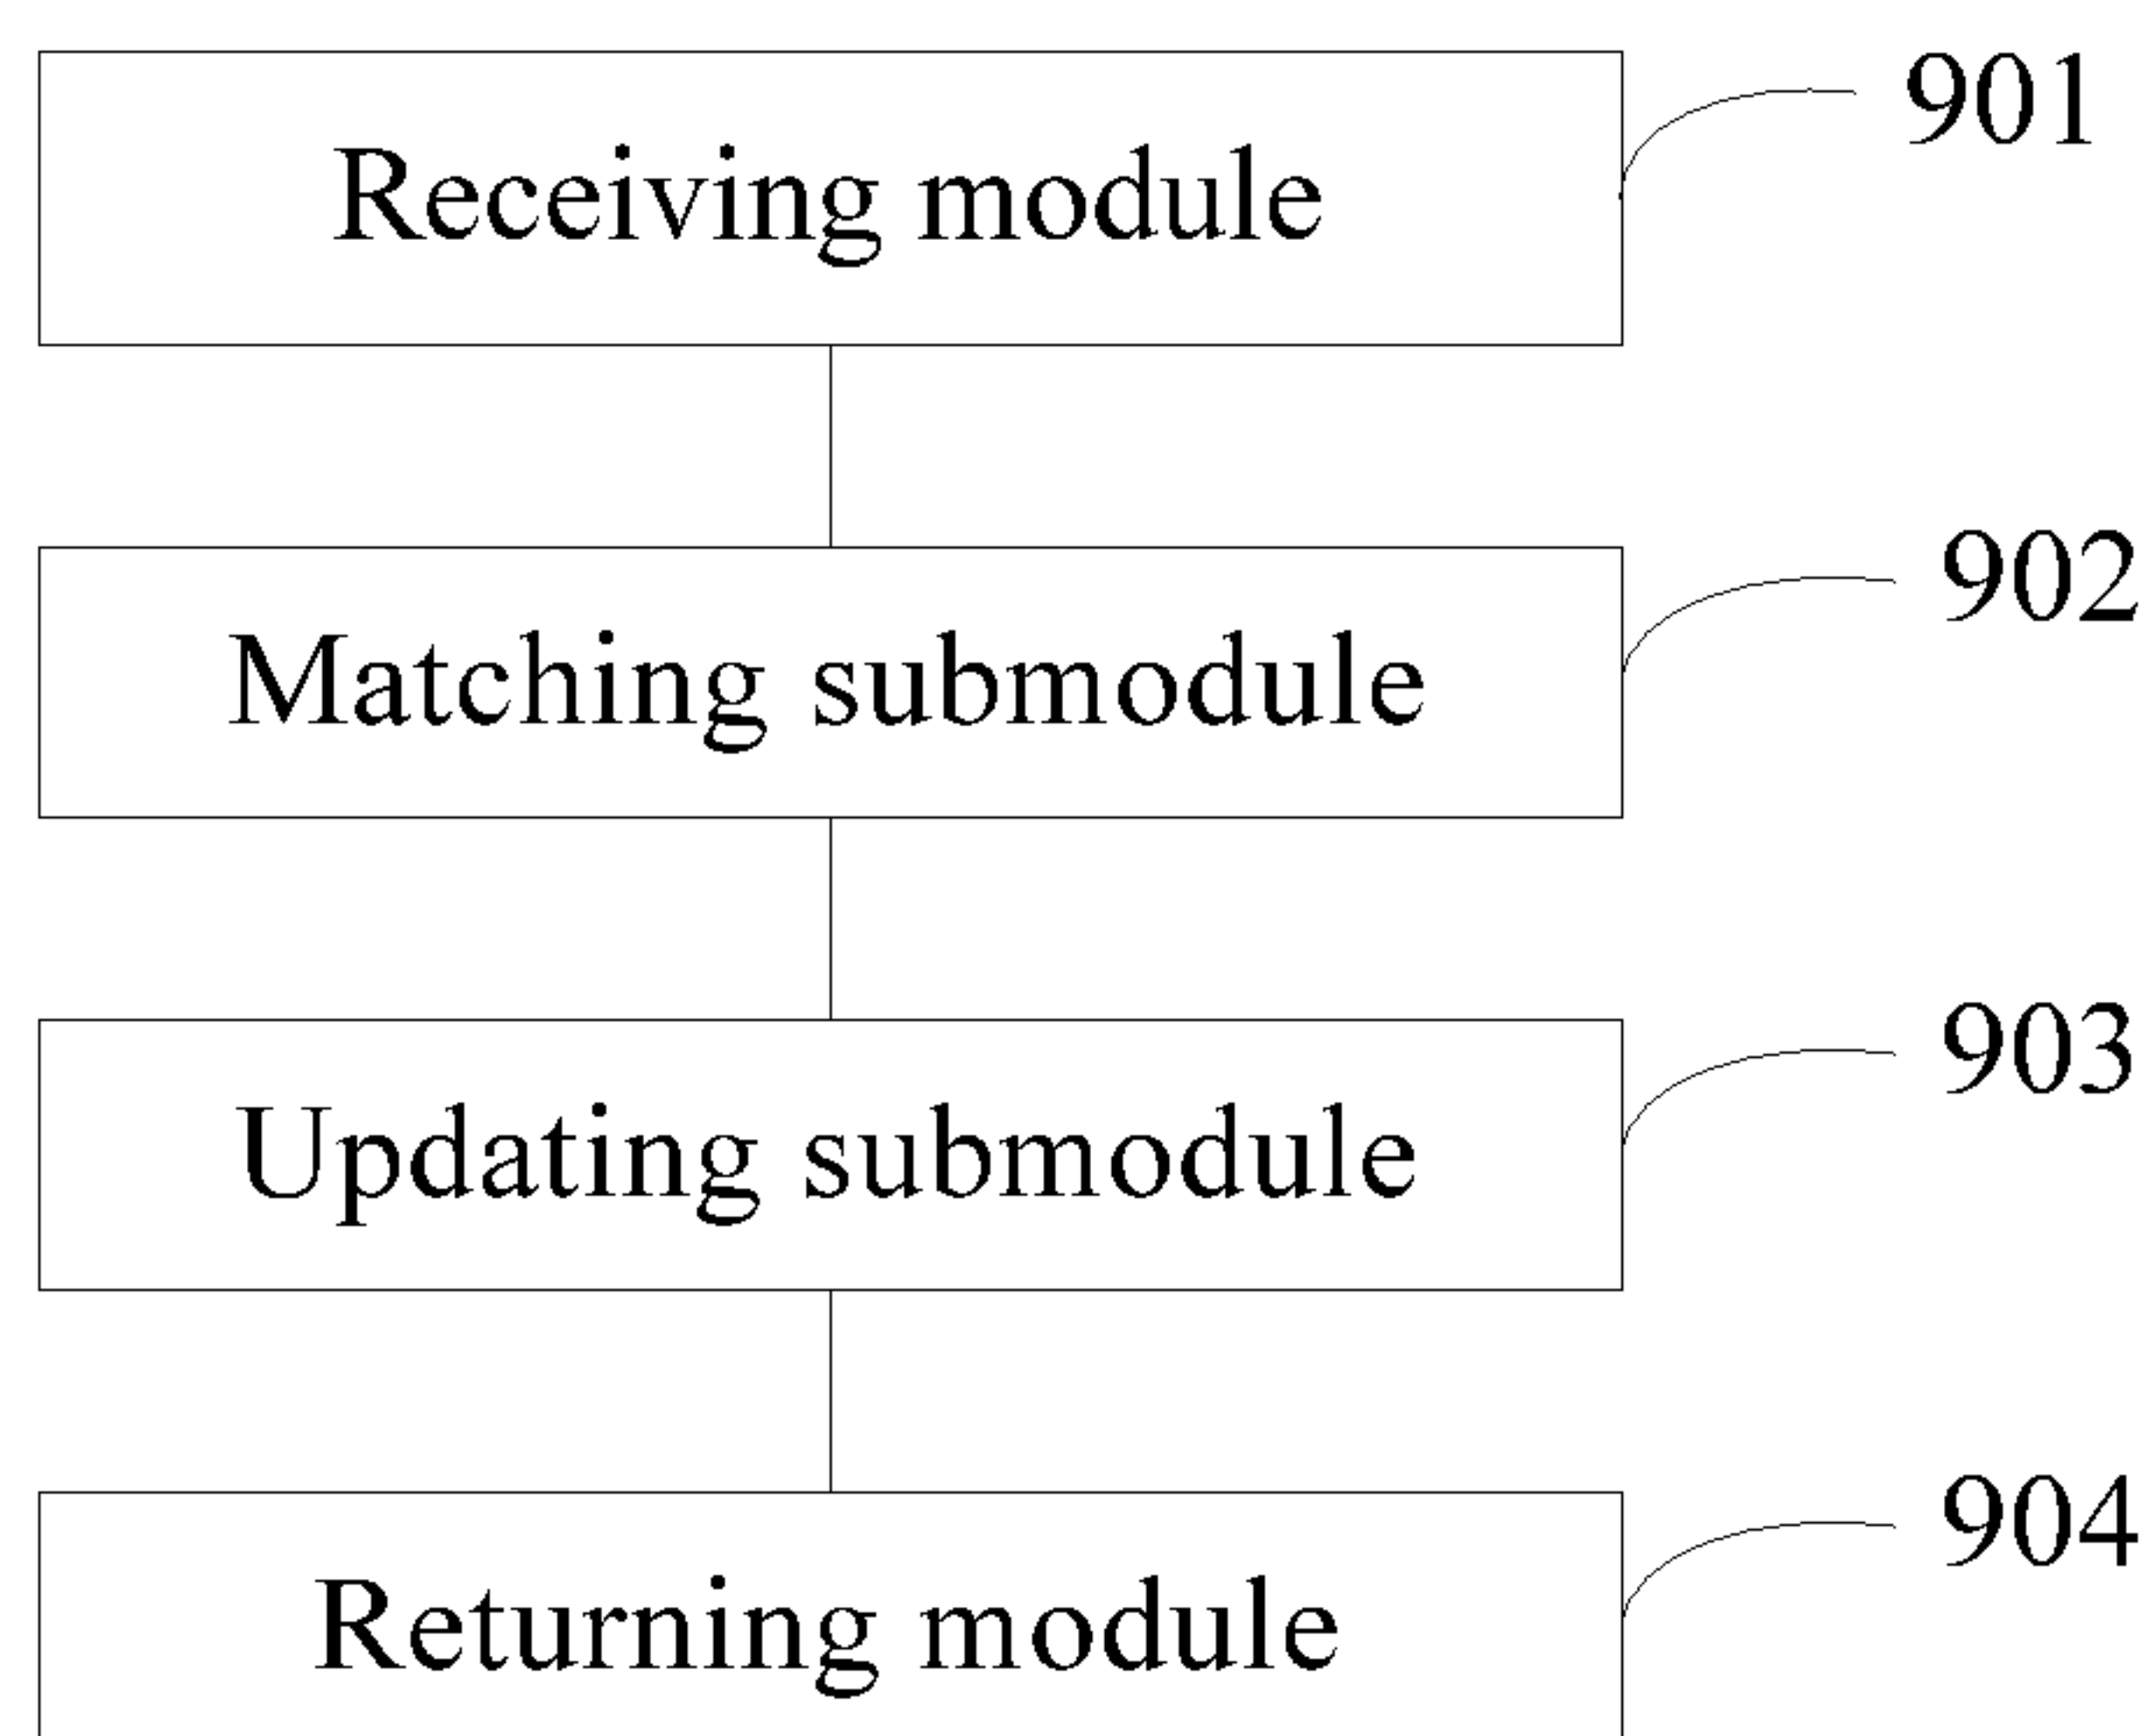 Receiving module
901
Matching submodule
902
Updating submodule
903
Returning module
904